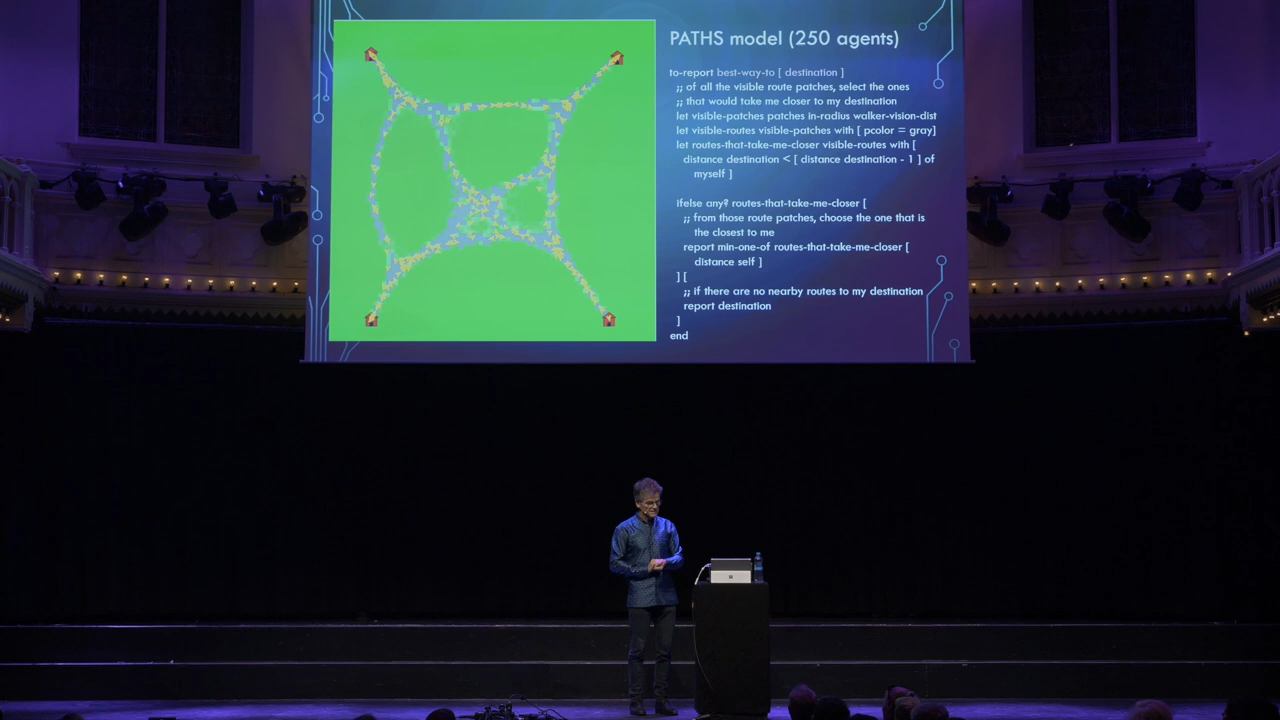 PATHS model (250 agents)
to-report best-way-to [ destination ]
;; of all the visible route patches, select the ones
;; that would take me closer to my destination
let visible-patches patches in-radius walker-vision-dist
let visible-routes visible-patches with [ pcolor = gray]
let routes-that-take-me-closer visible-routes with [
distance destination < [ distance destination - 1 ] of
myself ]
ifelse any? routes-that-take-me-closer [
;; from those route patches, choose the one that is
the closest to me
report min-one-of routes-that-take-me-closer [
distance self ]
] [
;; if there are no nearby routes to my destination
report destination
]
end